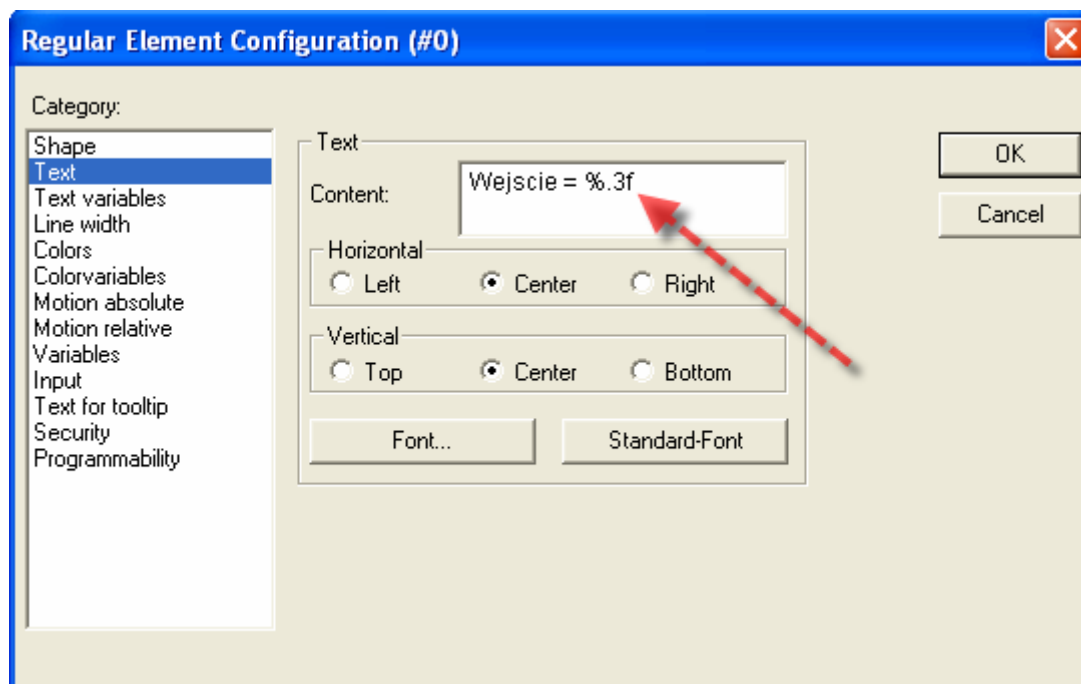 Regular Element Configuration (#0)
Category:
Shape
Text
Text variables
Line width
Colors
Colorvariables
Motion absolute
Motion relative
Variables
Input
Text for tooltip
Security
Programmability
Text
Content:
Wejscie = %.3f
Horizontal
Left
Center
Right
Vertical
Top
Center
Bottom
Font...
Standard-Font
OK
Cancel